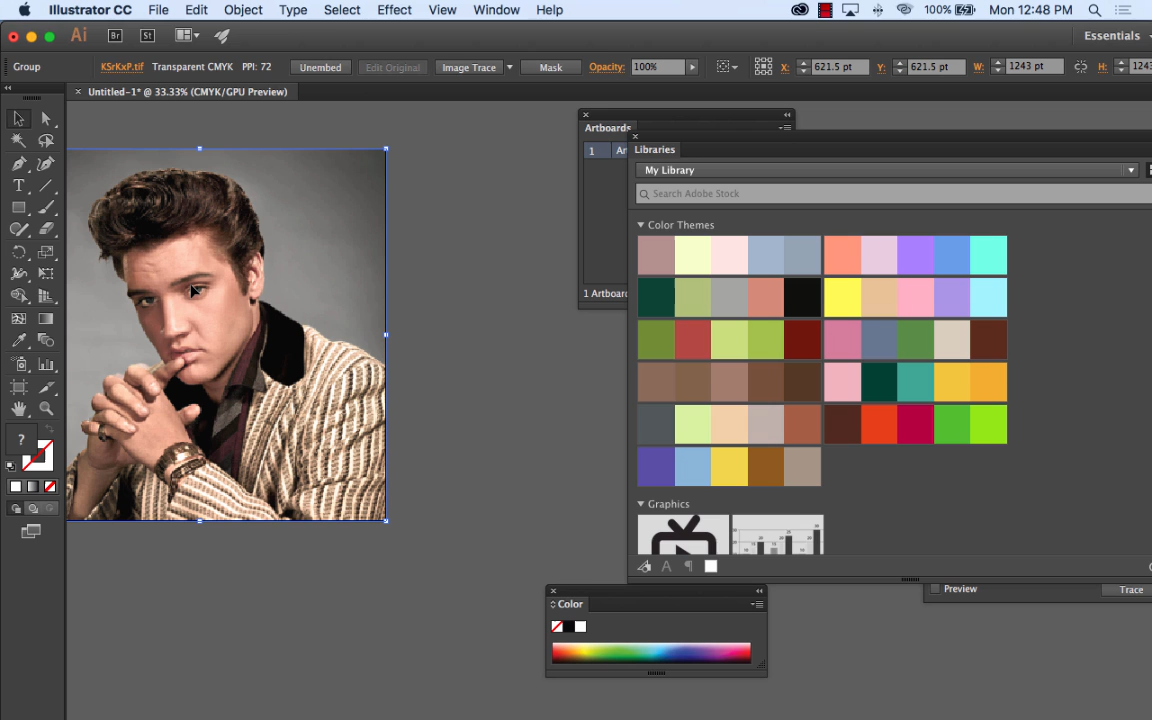 Illustrator CC File Edit Object Type Select Effect View Window Help 100% Mon 12:48 PM
Ai Br St Essentials
Group KSrKxP.tif Transparent CMYK PPI: 72 Unembed Edit Original Image Trace Mask Opacity: 100% X: 621.5 pt Y: 621.5 pt W: 1243 pt H: 1243
Untitled-1* @ 33.33% (CMYK/GPU Preview)
Artboards
1 Ar
Libraries
My Library
Search Adobe Stock
Color Themes
1 Artboard
Graphics
Preview Trace
Color